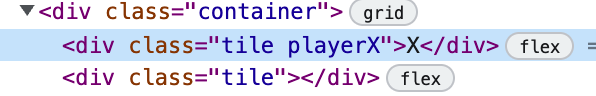 ▼<div class="container"> grid
<div class="tile playerX">X</div> flex =
<div class="tile"></div> flex